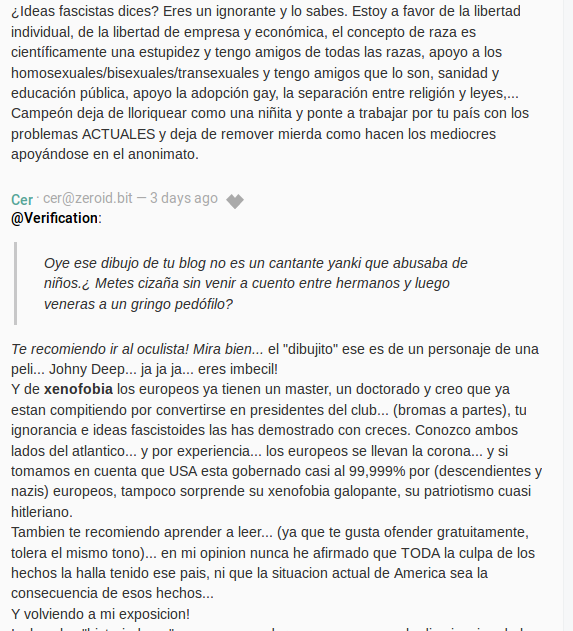 ¿Ideas fascistas dices? Eres un ignorante y lo sabes. Estoy a favor de la libertad
individual, de la libertad de empresa y económica, el concepto de raza es
científicamente una estupidez y tengo amigos de todas las razas, apoyo a los
homosexuales/bisexuales/transexuales y tengo amigos que lo son, sanidad y
educación pública, apoyo la adopción gay, la separación entre religión y leyes,...
Campeón deja de lloriquear como una niñita y ponte a trabajar por tu país con los
problemas ACTUALES y deja de remover mierda como hacen los mediocres
apoyándose en el anonimato.
Cer · cer@zeroid.bit — 3 days ago
@Verification:
Oye ese dibujo de tu blog no es un cantante yanki que abusaba de
niños.¿ Metes cizaña sin venir a cuento entre hermanos y luego
veneras a un gringo pedófilo?
Te recomiendo ir al oculista! Mira bien... el "dibujito" ese es de un personaje de una
peli... Johny Deep... ja ja ja... eres imbecil!
Y de xenofobia los europeos ya tienen un master, un doctorado y creo que ya
estan compitiendo por convertirse en presidentes del club... (bromas a partes), tu
ignorancia e ideas fascistoides las has demostrado con creces. Conozco ambos
lados del atlantico... y por experiencia... los europeos se llevan la corona... y si
tomamos en cuenta que USA esta gobernado casi al 99,999% por (descendientes y
nazis) europeos, tampoco sorprende su xenofobia galopante, su patriotismo cuasi
hitleriano.
Tambien te recomiendo aprender a leer... (ya que te gusta ofender gratuitamente,
tolera el mismo tono)... en mi opinion nunca he afirmado que TODA la culpa de los
hechos la halla tenido ese pais, ni que la situacion actual de America sea la
consecuencia de esos hechos...
Y volviendo a mi exposicion!